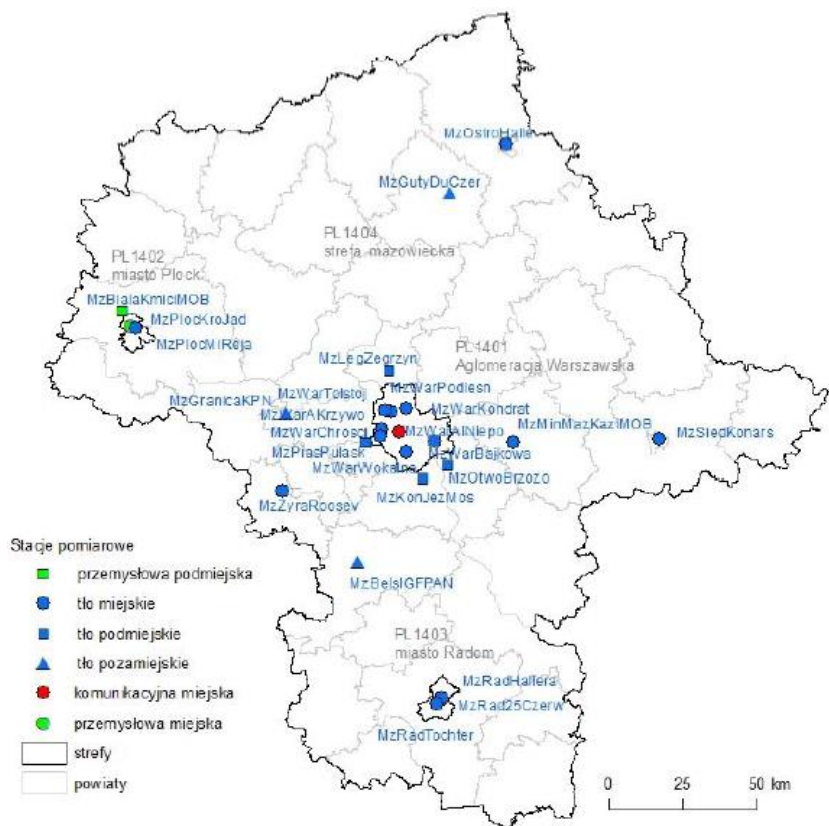 MzOstroHalle
MzGutyDuCzer
PL1404
strefa mazowiecka
PL1402
miasto Płock
MzBialaKmiciMOB
MzPlocKroJad
MzPlocMiReja
MzLegZegrzyn
PL1401
Aglomeracja Warszawska
MzWarTolstoj
MzWarPodlesn
MzGranicaKPN
MzWarAKrzywo
MzWarKondrat
MzWarChrosci
MzWarAlNiepo
MzMinMazKaziMOB
MzSiedKonars
MzPiasPulask
MzWarBajkowa
MzWarWokalna
MzOtwoBrzozo
MzKonJezMos
MzZyraRoosev
MzBelsIGFPAN
PL1403
miasto Radom
MzRadHallera
MzRad25Czerw
MzRadTochter
Stacje pomiarowe
przemysłowa podmiejska
tło miejskie
tło podmiejskie
tło pozamiejskie
komunikacyjna miejska
przemysłowa miejska
strefy
powiaty
0 25 50 km